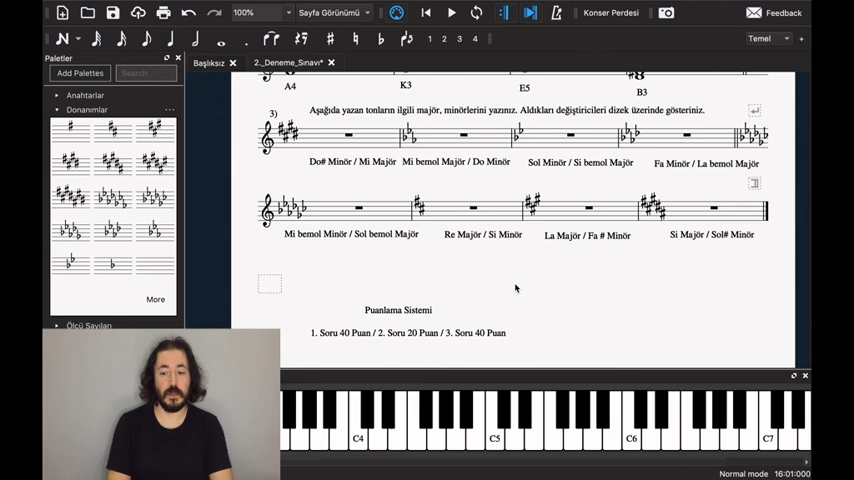 100%
Sayfa Görünümü
Konser Perdesi
Feedback
1 2 3 4
Temel
+
Paletler
Başlıksız
2._Deneme_Sınavı*
Add Palettes
Search
Anahtarlar
Donanımlar
...
More
Ölçü Sayıları
A4
K3
E5
B3
3)
Aşağıda yazan tonların ilgili majör, minörlerini yazınız. Aldıkları değiştiricileri dizek üzerinde gösteriniz.
Do# Minör / Mi Majör
Mi bemol Majör / Do Minör
Sol Minör / Si bemol Majör
Fa Minör / La bemol Majör
Mi bemol Minör / Sol bemol Majör
Re Majör / Si Minör
La Majör / Fa # Minör
Si Majör / Sol# Minör
Puanlama Sistemi
1. Soru 40 Puan / 2. Soru 20 Puan / 3. Soru 40 Puan
C4
C5
C6
C7
Normal mode
16:01:000